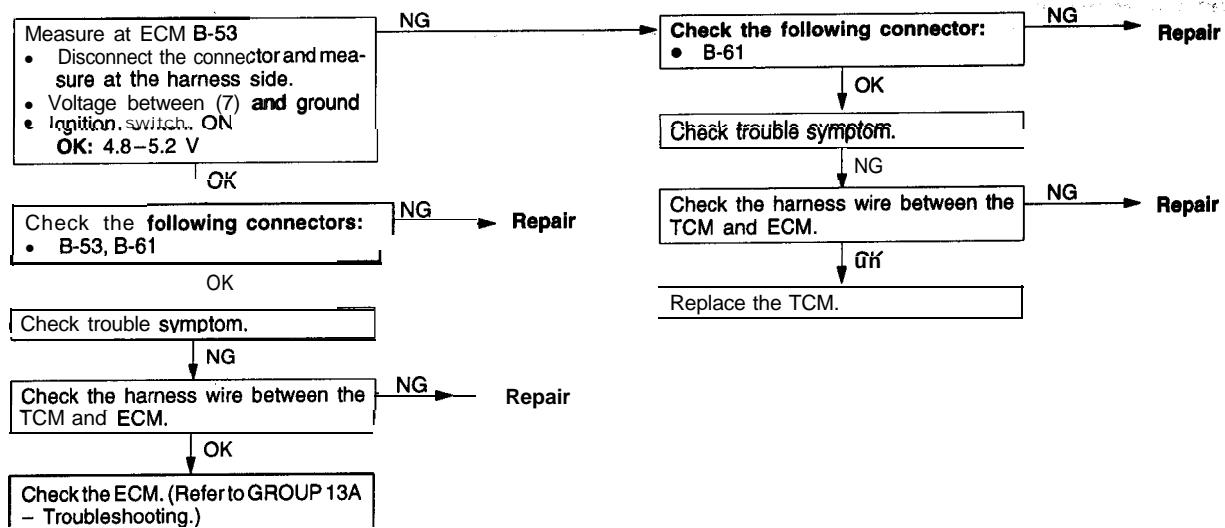 Measure at ECM B-53
• Disconnect the connector and mea-
sure at the harness side.
• Voltage between (7) and ground
• Ignition switch. ON
OK: 4.8–5.2 V
NG
OK
Check the following connectors:
• B-53, B-61
NG
Repair
OK
Check trouble symptom.
NG
Check the harness wire between the
TCM and ECM.
NG
Repair
OK
Check the ECM. (Refer to GROUP 13A
– Troubleshooting.)
Check the following connector:
• B-61
NG
Repair
OK
Check trouble symptom.
NG
Check the harness wire between the
TCM and ECM.
NG
Repair
Replace the TCM.